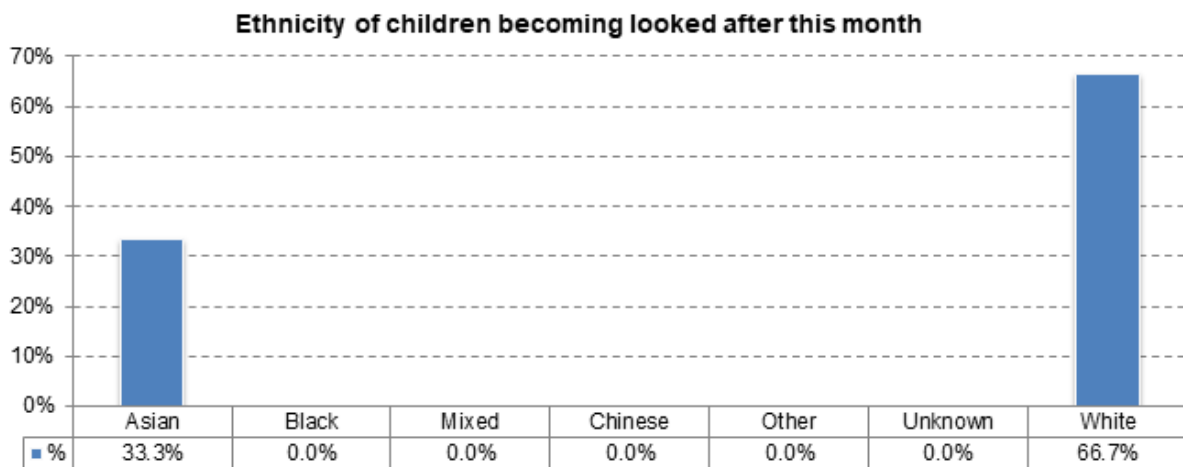 Ethnicity of children becoming looked after this month
70%
60%
50%
40%
30%
20%
10%
0%
Asian Black Mixed Chinese Other Unknown White
% 33.3% 0.0% 0.0% 0.0% 0.0% 0.0% 66.7%